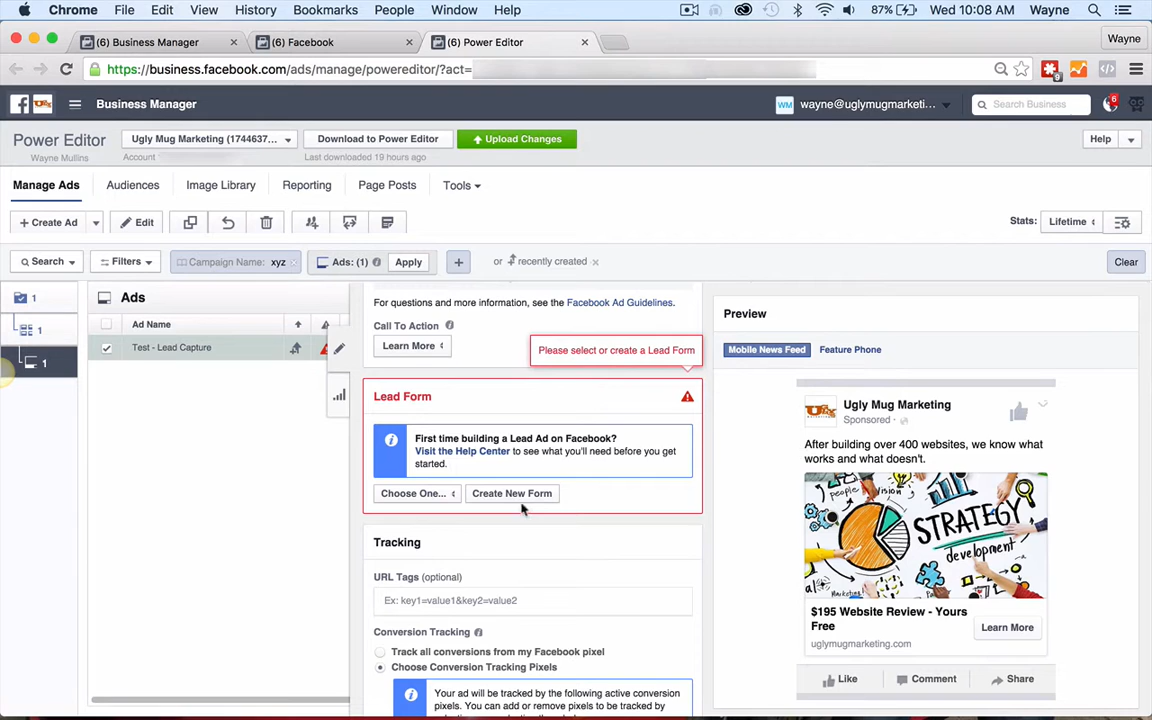 Chrome File Edit View History Bookmarks People Window Help 87% Wed 10:08 AM Wayne
(6) Business Manager (6) Facebook (6) Power Editor Wayne
https://business.facebook.com/ads/manage/powereditor/?act= 9
Business Manager WM wayne@uglymugmarketi... Search Business 6
Power Editor Ugly Mug Marketing (1744637... Download to Power Editor Upload Changes Help
Wayne Mullins Account Last downloaded 19 hours ago
Manage Ads Audiences Image Library Reporting Page Posts Tools
+ Create Ad Edit Stats: Lifetime
Search Filters Campaign Name: xyz Ads: (1) Apply + or recently created Clear
1 Ads
1 Ad Name
1 Test - Lead Capture
For questions and more information, see the Facebook Ad Guidelines.
Call To Action
Learn More
Please select or create a Lead Form
Lead Form
First time building a Lead Ad on Facebook?
Visit the Help Center to see what you'll need before you get
started.
Choose One... Create New Form
Tracking
URL Tags (optional)
Ex: key1=value1&key2=value2
Conversion Tracking
Track all conversions from my Facebook pixel
Choose Conversion Tracking Pixels
Your ad will be tracked by the following active conversion
pixels. You can add or remove pixels to be tracked by
Preview
Mobile News Feed Feature Phone
Ugly Mug Marketing
Sponsored
After building over 400 websites, we know what
works and what doesn't.
people vision
STRATEGY
development
$195 Website Review - Yours
Free
Learn More
uglymugmarketing.com
Like Comment Share